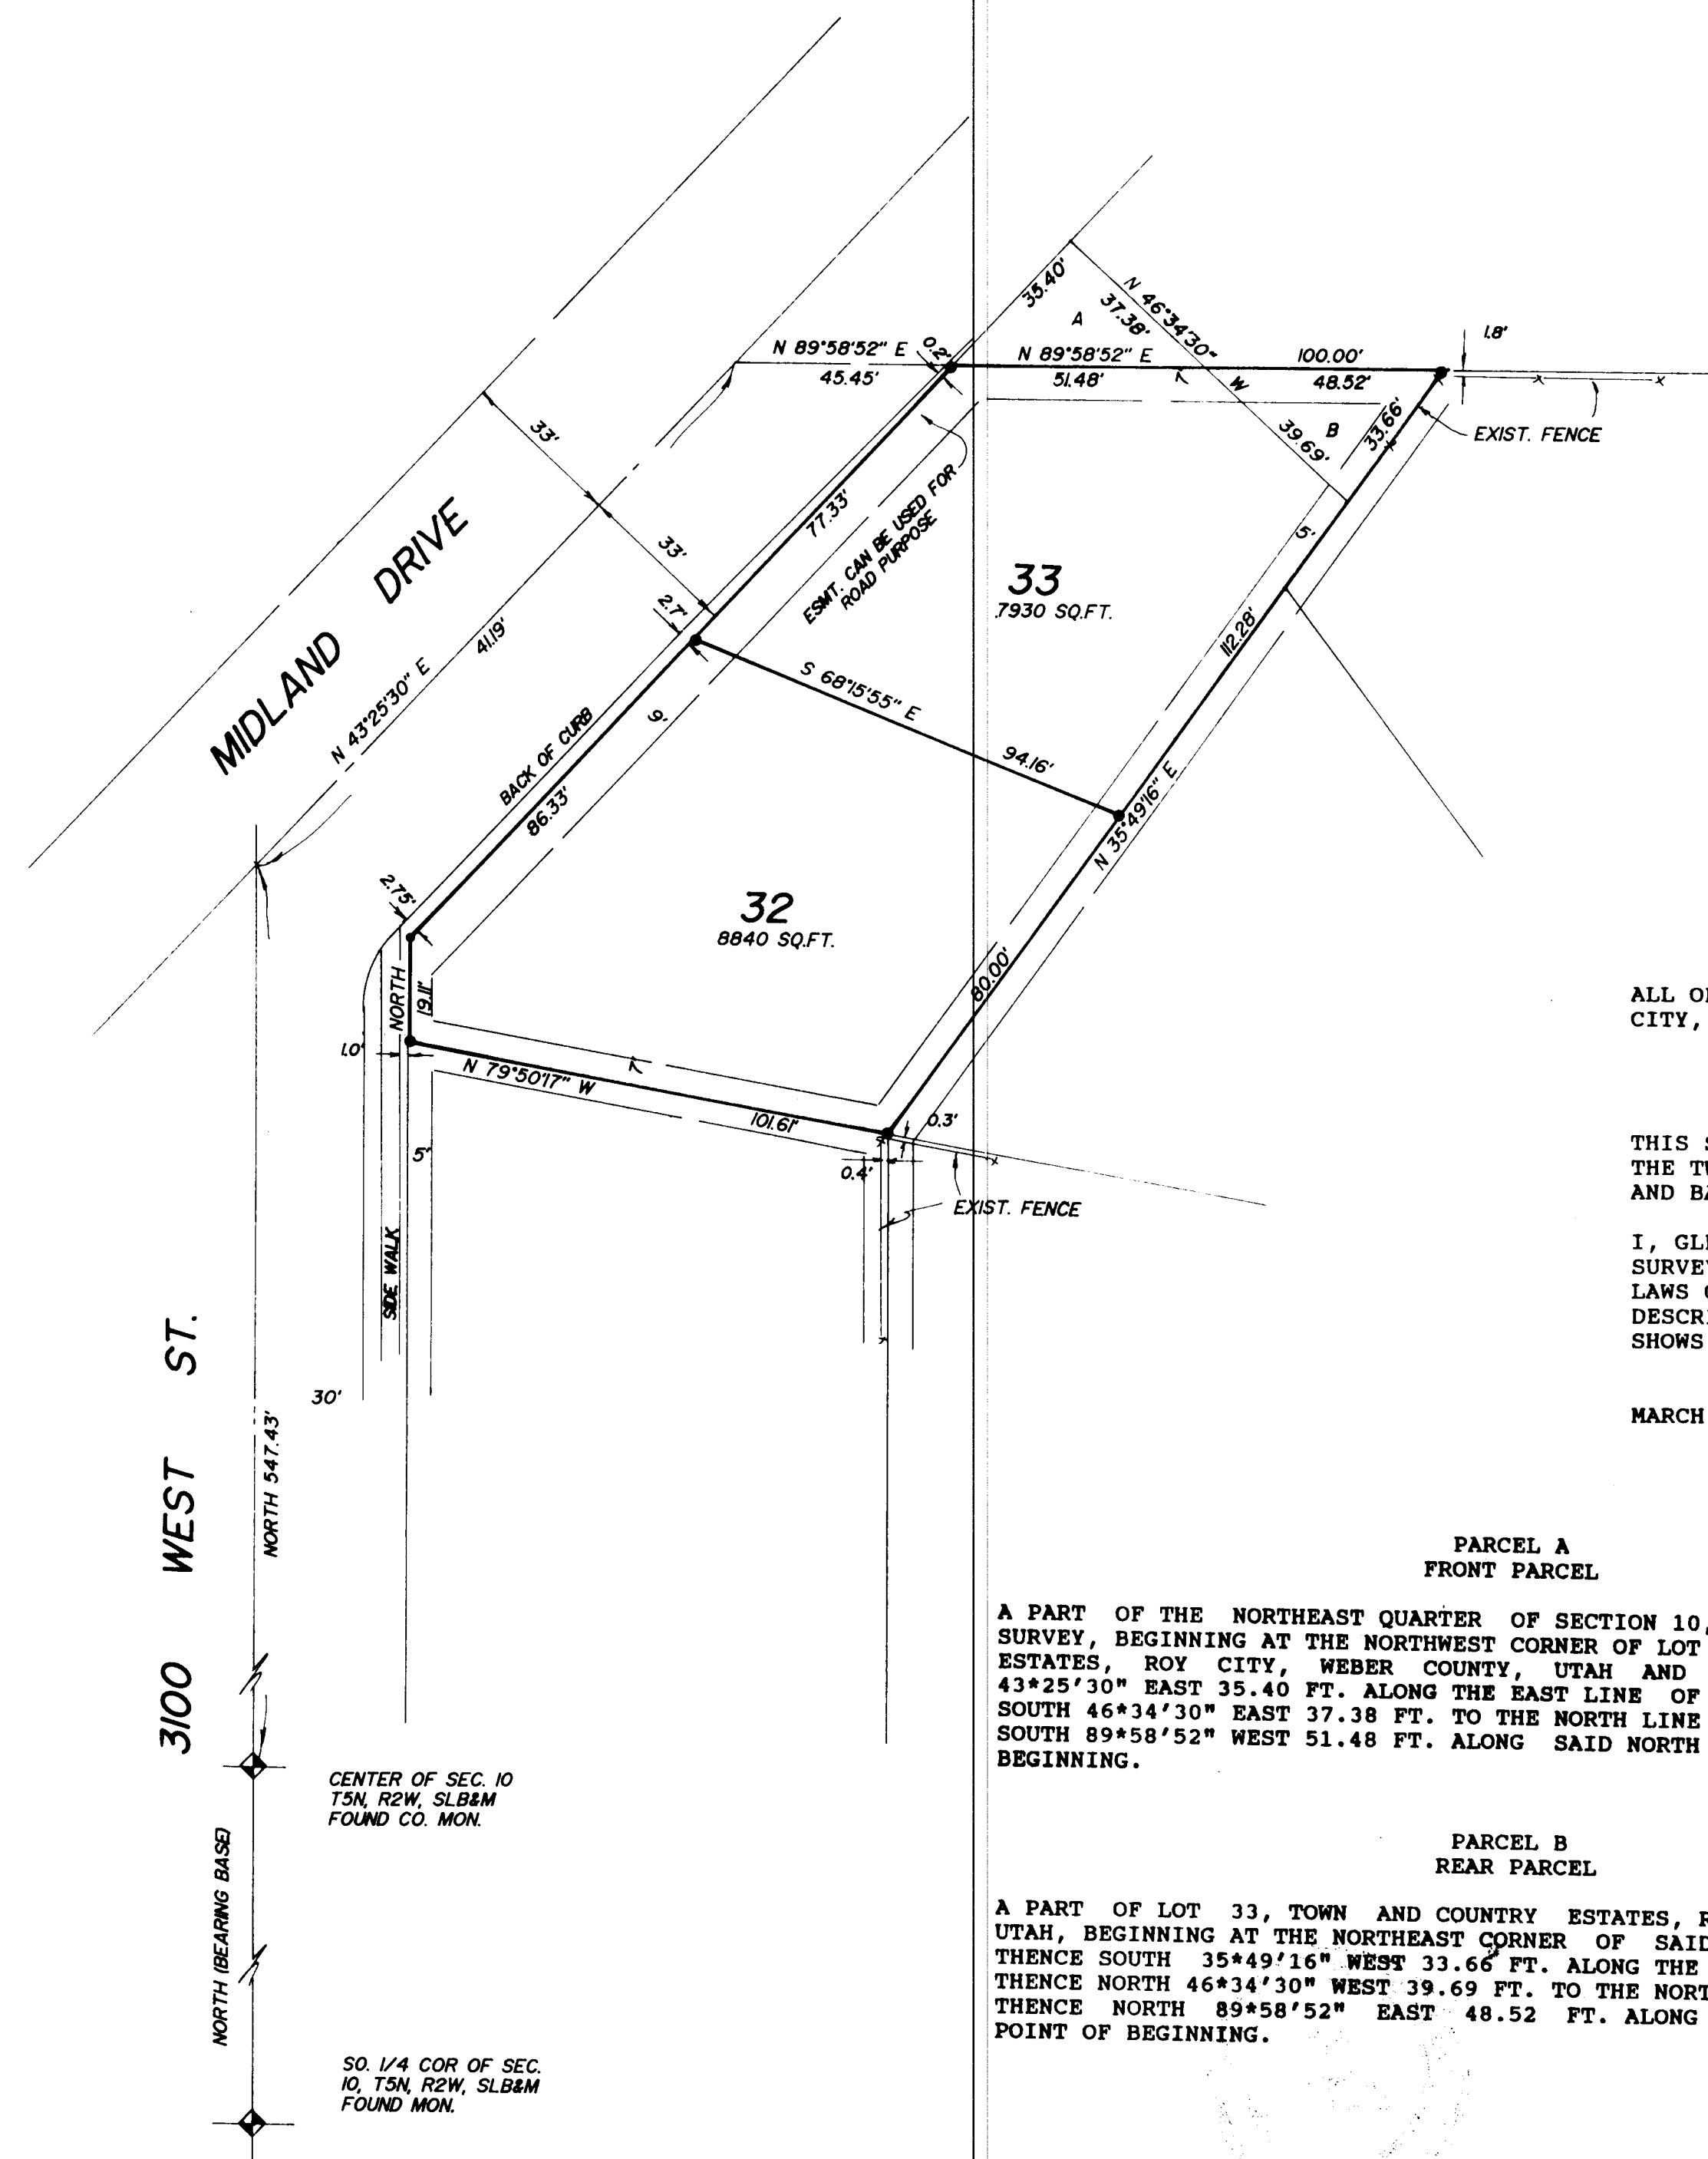 35.40'
N 46°34'30" W
37.38'
A
1.8'
N 89°58'52" E
45.45'
0.2'
N 89°58'52" E
100.00'
51.48'
7
48.52'
33.66'
B
39.69'
EXIST. FENCE
33'
33'
77.33'
ESMT. CAN BE USED FOR
ROAD PURPOSE
5'
33
7930 SQ.FT.
MIDLAND DRIVE
2.7'
41.19'
N 43°25'30" E
112.28'
S 68°15'55" E
94.16'
9'
BACK OF CURB
86.33'
N 35°49'16" E
2.75'
32
8840 SQ.FT.
80.00'
NORTH
19.11'
1.0'
7
N 79°50'17" W
101.61'
0.3'
0.4'
5'
EXIST. FENCE
SIDE WALK
30'
3100 WEST ST.
NORTH 547.43'
CENTER OF SEC. 10
T5N, R2W, SLB&M
FOUND CO. MON.
NORTH (BEARING BASE)
SO. 1/4 COR OF SEC.
10, T5N, R2W, SLB&M
FOUND MON.
ALL
CITY,
THIS
THE
AND
I,
LAWS
SHOWS
MARCH
PARCEL A
FRONT PARCEL
A PART OF THE NORTHEAST QUARTER OF SECTION 10,
SURVEY, BEGINNING AT THE NORTHWEST CORNER OF LOT
ESTATES, ROY CITY, WEBER COUNTY, UTAH AND
43*25'30" EAST 35.40 FT. ALONG THE EAST LINE OF
SOUTH 46*34'30" EAST 37.38 FT. TO THE NORTH LINE
SOUTH 89*58'52" WEST 51.48 FT. ALONG SAID NORTH
BEGINNING.
PARCEL B
REAR PARCEL
A PART OF LOT 33, TOWN AND COUNTRY ESTATES,
UTAH, BEGINNING AT THE NORTHEAST CORNER OF SAID
THENCE SOUTH 35*49'16" WEST 33.66 FT. ALONG THE
THENCE NORTH 46*34'30" WEST 39.69 FT. TO THE
THENCE NORTH 89*58'52" EAST 48.52 FT. ALONG
POINT OF BEGINNING.